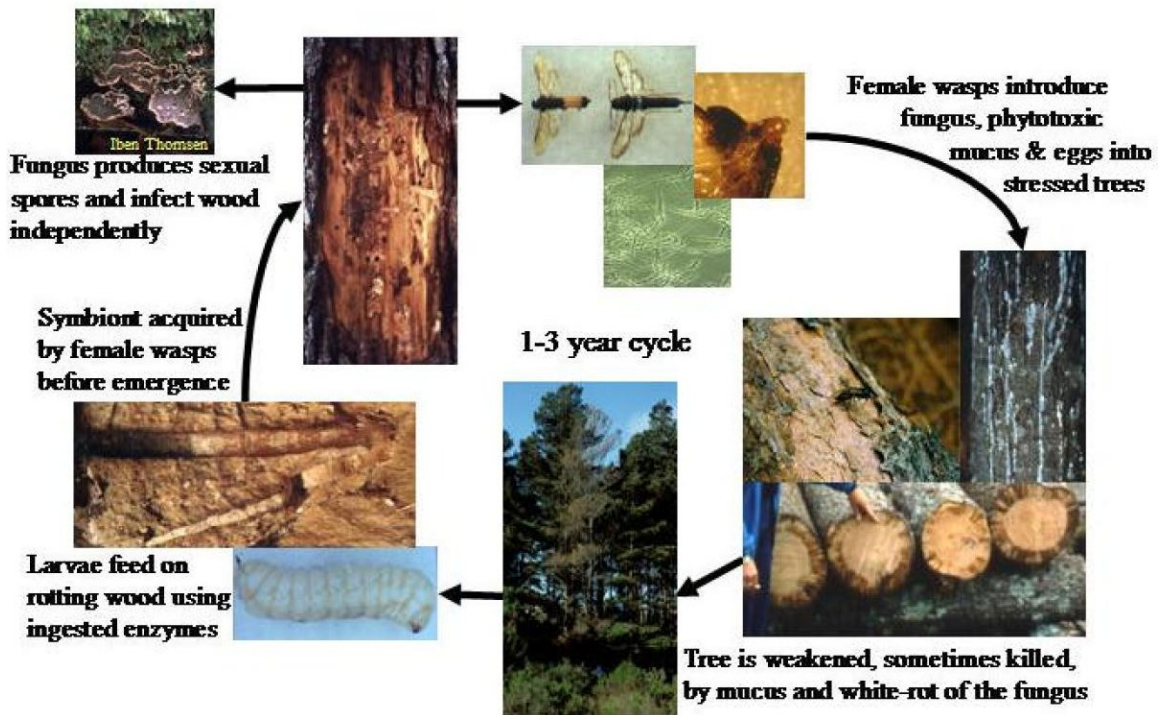 Iben Thomsen
Fungus produces sexual
spores and infect wood
independently
Female wasps introduce
fungus, phytotoxic
mucus & eggs into
stressed trees
Symbiont acquired
by female wasps
before emergence
1-3 year cycle
Larvae feed on
rotting wood using
ingested enzymes
Tree is weakened, sometimes killed,
by mucus and white-rot of the fungus